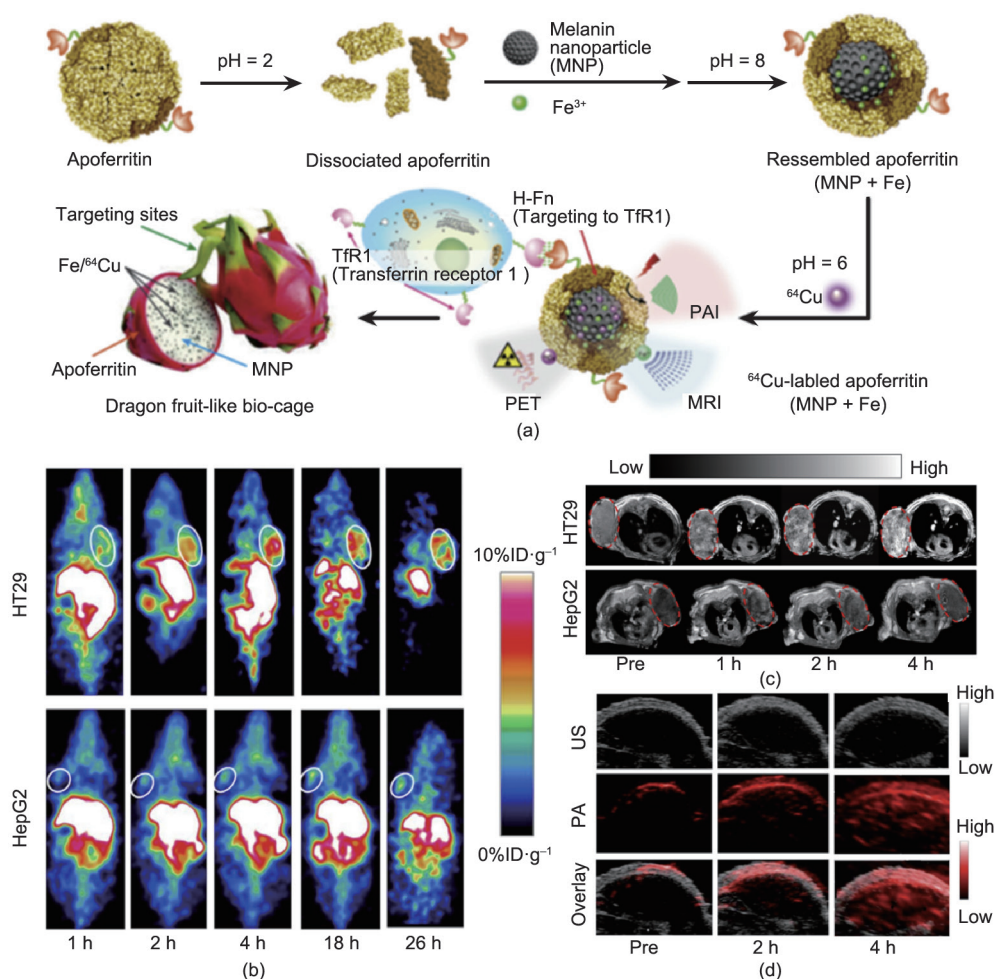 Apoferritin
pH = 2
Dissociated apoferritin
Melanin
nanoparticle
(MNP)
Fe³⁺
pH = 8
Ressembled apoferritin
(MNP + Fe)
Targeting sites
Fe/⁶⁴Cu
Apoferritin
MNP
Dragon fruit-like bio-cage
TfR1
(Transferrin receptor 1 )
H-Fn
(Targeting to TfR1)
PAI
PET
MRI
pH = 6
⁶⁴Cu
⁶⁴Cu-labled apoferritin
(MNP + Fe)
(a)
HT29
HepG2
10%ID·g⁻¹
0%ID·g⁻¹
1 h
2 h
4 h
18 h
26 h
(b)
Low
High
HT29
HepG2
Pre
1 h
2 h
4 h
(c)
US
PA
Overlay
High
Low
High
Low
Pre
2 h
4 h
(d)